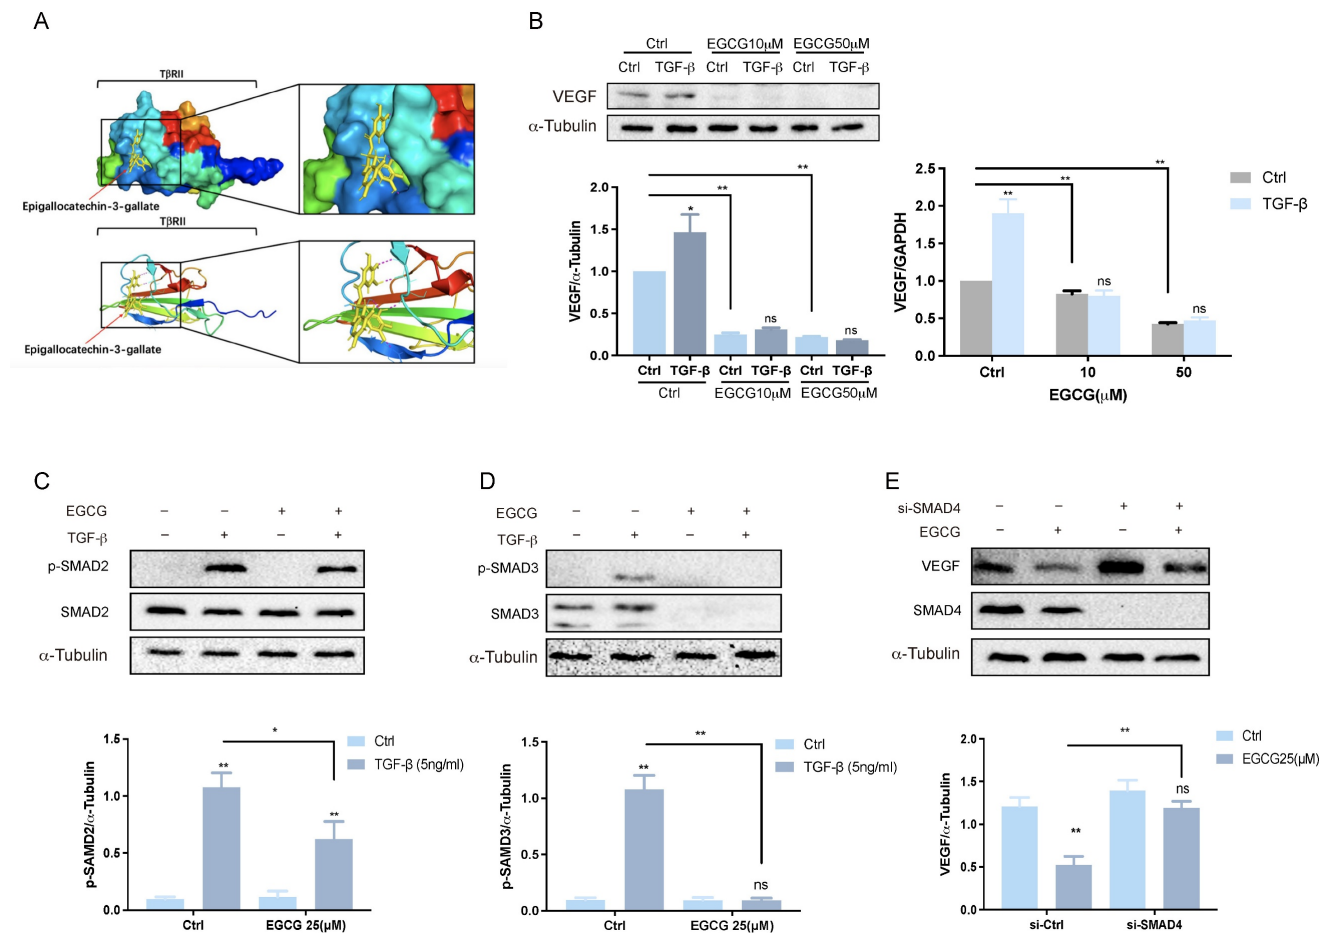 A
TβRII
Epigallocatechin-3-gallate
TβRII
Epigallocatechin-3-gallate
B
Ctrl EGCG10μM EGCG50μM
Ctrl TGF-β Ctrl TGF-β Ctrl TGF-β
VEGF
α-Tubulin
VEGF/α-Tubulin
2.0
1.5
1.0
0.5
0.0
*
**
**
ns
ns
Ctrl TGF-β Ctrl TGF-β Ctrl TGF-β
Ctrl EGCG10μM EGCG50μM
VEGF/GAPDH
2.5
2.0
1.5
1.0
0.5
0.0
**
**
**
ns
ns
Ctrl 10 50
EGCG(μM)
Ctrl
TGF-β
C
EGCG − − + +
TGF-β − + − +
p-SMAD2
SMAD2
α-Tubulin
p-SAMD2/α-Tubulin
1.5
1.0
0.5
0.0
*
**
**
Ctrl EGCG 25(μM)
Ctrl
TGF-β (5ng/ml)
D
EGCG − − + +
TGF-β − + − +
p-SMAD3
SMAD3
α-Tubulin
p-SAMD3/α-Tubulin
1.5
1.0
0.5
0.0
**
**
ns
Ctrl EGCG 25(μM)
Ctrl
TGF-β (5ng/ml)
E
si-SMAD4 − − + +
EGCG − + − +
VEGF
SMAD4
α-Tubulin
VEGF/α-Tubulin
2.0
1.5
1.0
0.5
0.0
**
**
ns
si-Ctrl si-SMAD4
Ctrl
EGCG25(μM)